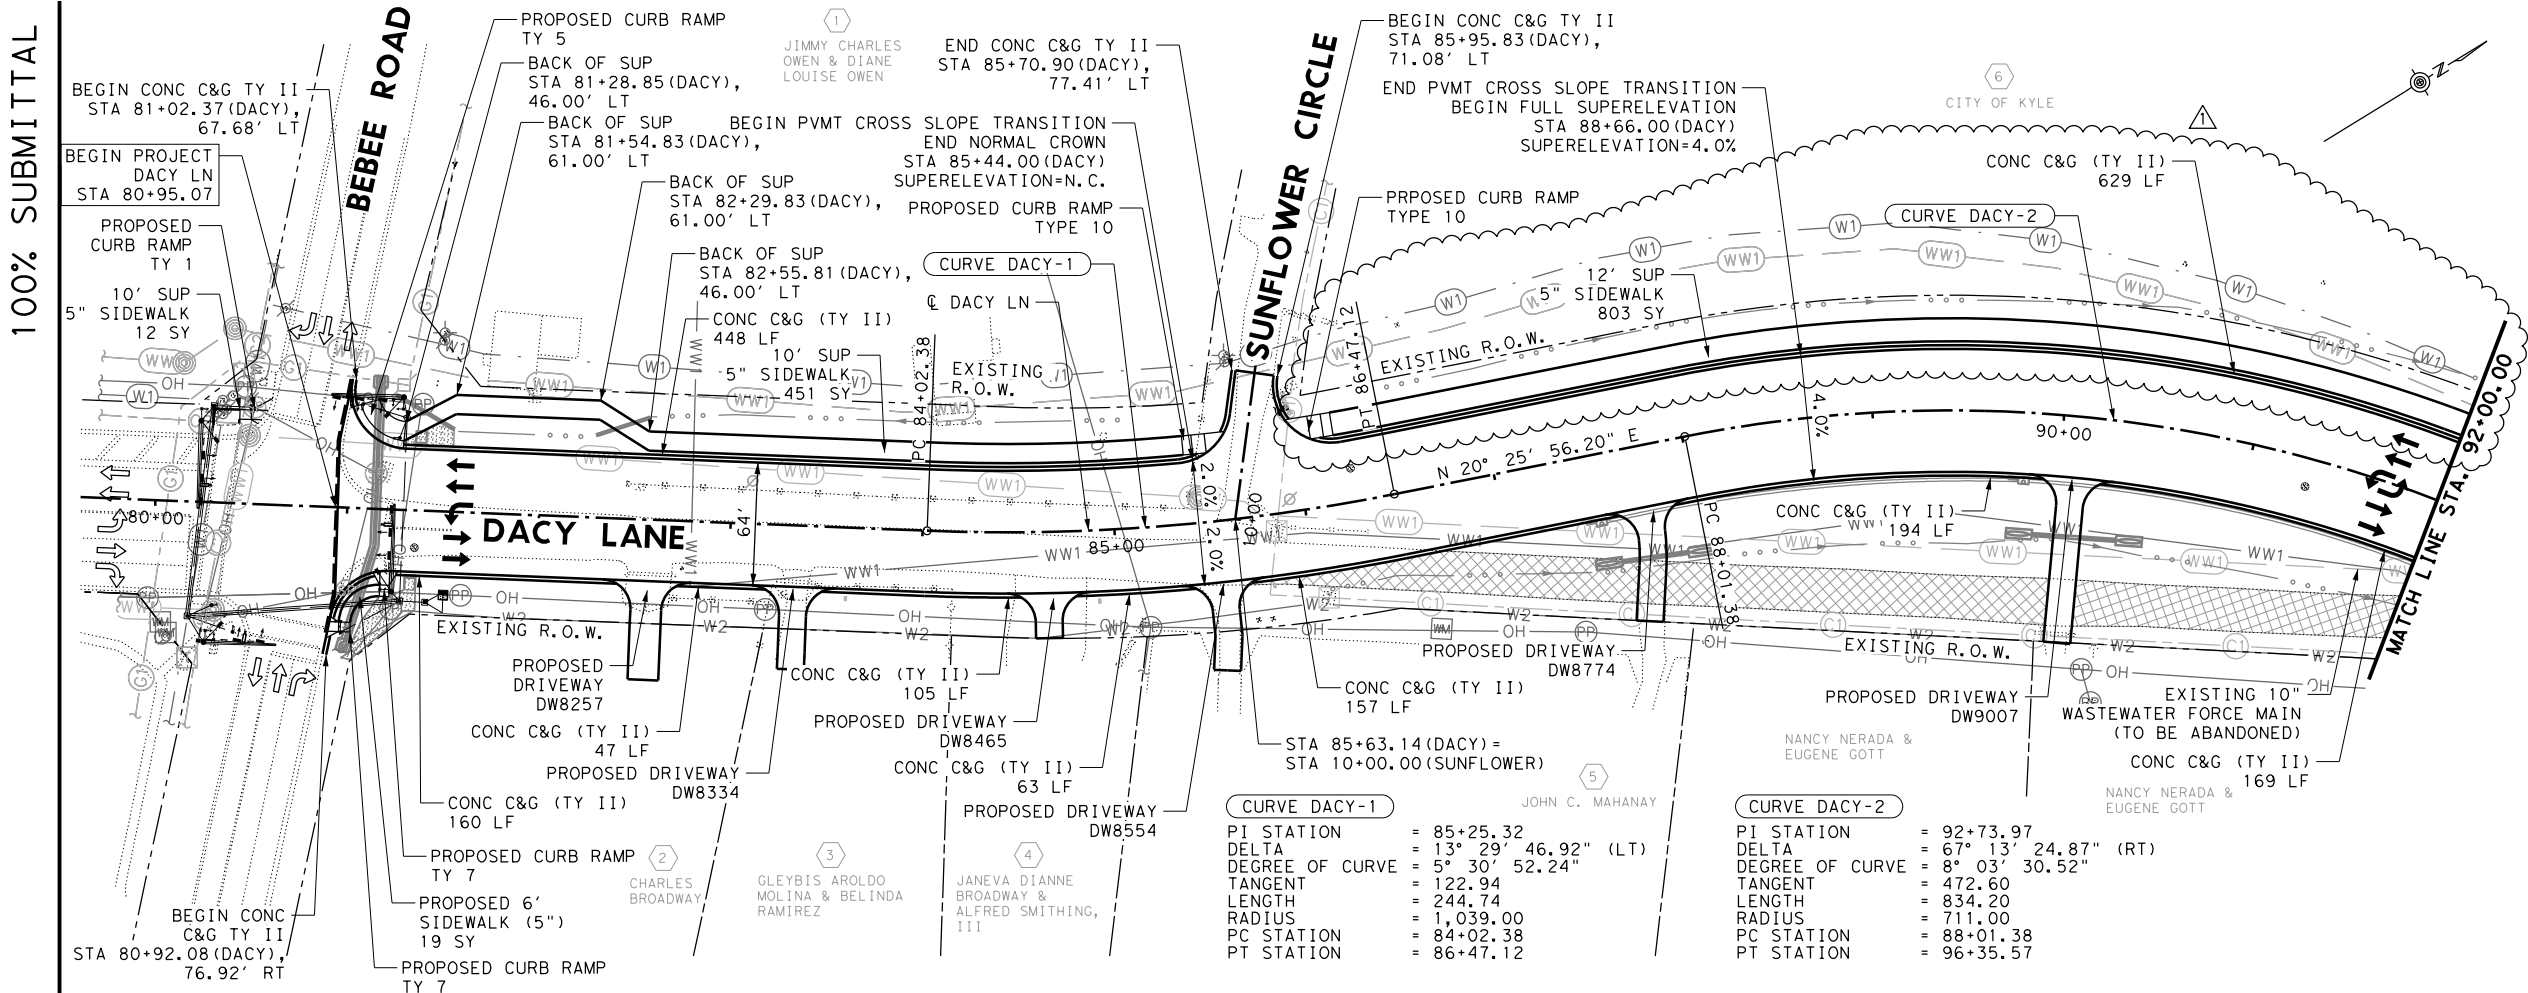 100% SUBMITTAL
BEGIN CONC C&G TY II
STA 81+02.37(DACY),
67.68' LT
BEGIN PROJECT
DACY LN
STA 80+95.07
PROPOSED
CURB RAMP
TY 1
10' SUP
5" SIDEWALK
12 SY
BEBEE ROAD
PROPOSED CURB RAMP
TY 5
BACK OF SUP
STA 81+28.85(DACY),
46.00' LT
BACK OF SUP
STA 81+54.83(DACY),
61.00' LT
BACK OF SUP
STA 82+29.83(DACY),
61.00' LT
BACK OF SUP
STA 82+55.81(DACY),
46.00' LT
CONC C&G (TY II)
448 LF
10' SUP
5" SIDEWALK
451 SY
1
JIMMY CHARLES
OWEN & DIANE
LOUISE OWEN
END CONC C&G TY II
STA 85+70.90(DACY),
77.41' LT
BEGIN PVMT CROSS SLOPE TRANSITION
END NORMAL CROWN
STA 85+44.00(DACY)
SUPERELEVATION=N.C.
PROPOSED CURB RAMP
TYPE 10
CURVE DACY-1
℄ DACY LN
PC 84+02.38
EXISTING
R.O.W.
SUNFLOWER CIRCLE
BEGIN CONC C&G TY II
STA 85+95.83(DACY),
71.08' LT
END PVMT CROSS SLOPE TRANSITION
BEGIN FULL SUPERELEVATION
STA 88+66.00(DACY)
SUPERELEVATION=4.0%
PRPOSED CURB RAMP
TYPE 10
6
CITY OF KYLE
1
N
CONC C&G (TY II)
629 LF
CURVE DACY-2
12' SUP
5" SIDEWALK
803 SY
PT 86+47.12
EXISTING R.O.W.
N 20° 25' 56.20" E
4.0%
90+00
MATCH LINE STA. 92+00.00
80+00
DACY LANE
64'
85+00
2.0%
2.0%
10+00
PC 88+01.38
CONC C&G (TY II)
194 LF
EXISTING R.O.W.
EXISTING R.O.W.
PROPOSED
DRIVEWAY
DW8257
CONC C&G (TY II)
47 LF
PROPOSED DRIVEWAY
DW8334
CONC C&G (TY II)
160 LF
PROPOSED CURB RAMP
TY 7
PROPOSED 6'
SIDEWALK (5")
19 SY
PROPOSED CURB RAMP
TY 7
BEGIN CONC
C&G TY II
STA 80+92.08(DACY),
76.92' RT
CONC C&G (TY II)
105 LF
PROPOSED DRIVEWAY
DW8465
CONC C&G (TY II)
63 LF
PROPOSED DRIVEWAY
DW8554
CONC C&G (TY II)
157 LF
STA 85+63.14(DACY)=
STA 10+00.00(SUNFLOWER)
PROPOSED DRIVEWAY
DW8774
PROPOSED DRIVEWAY
DW9007
EXISTING 10"
WASTEWATER FORCE MAIN
(TO BE ABANDONED)
CONC C&G (TY II)
169 LF
2
CHARLES
BROADWAY
3
GLEYBIS AROLDO
MOLINA & BELINDA
RAMIREZ
4
JANEVA DIANNE
BROADWAY &
ALFRED SMITHING,
III
5
JOHN C. MAHANAY
NANCY NERADA &
EUGENE GOTT
NANCY NERADA &
EUGENE GOTT
CURVE DACY-1
PI STATION = 85+25.32
DELTA = 13° 29' 46.92" (LT)
DEGREE OF CURVE = 5° 30' 52.24"
TANGENT = 122.94
LENGTH = 244.74
RADIUS = 1,039.00
PC STATION = 84+02.38
PT STATION = 86+47.12
CURVE DACY-2
PI STATION = 92+73.97
DELTA = 67° 13' 24.87" (RT)
DEGREE OF CURVE = 8° 03' 30.52"
TANGENT = 472.60
LENGTH = 834.20
RADIUS = 711.00
PC STATION = 88+01.38
PT STATION = 96+35.57